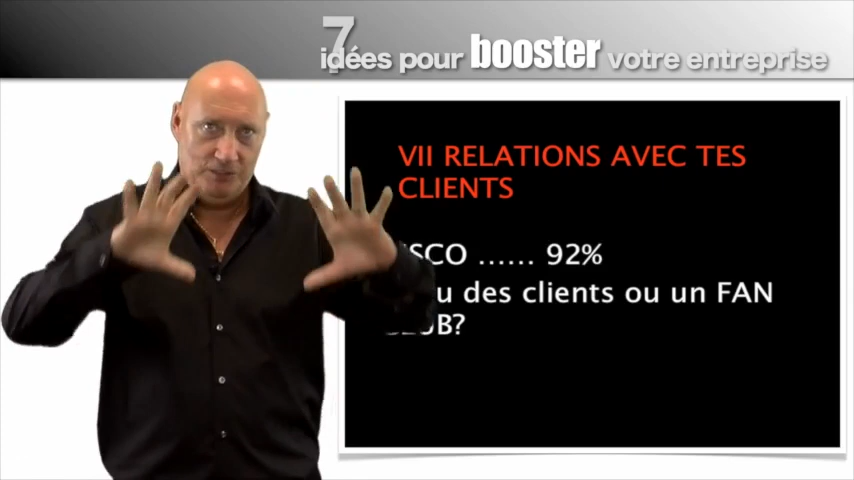 7
idées pour booster votre entreprise
VII RELATIONS AVEC TES
CLIENTS
SCO ...... 92%
u des clients ou un FAN